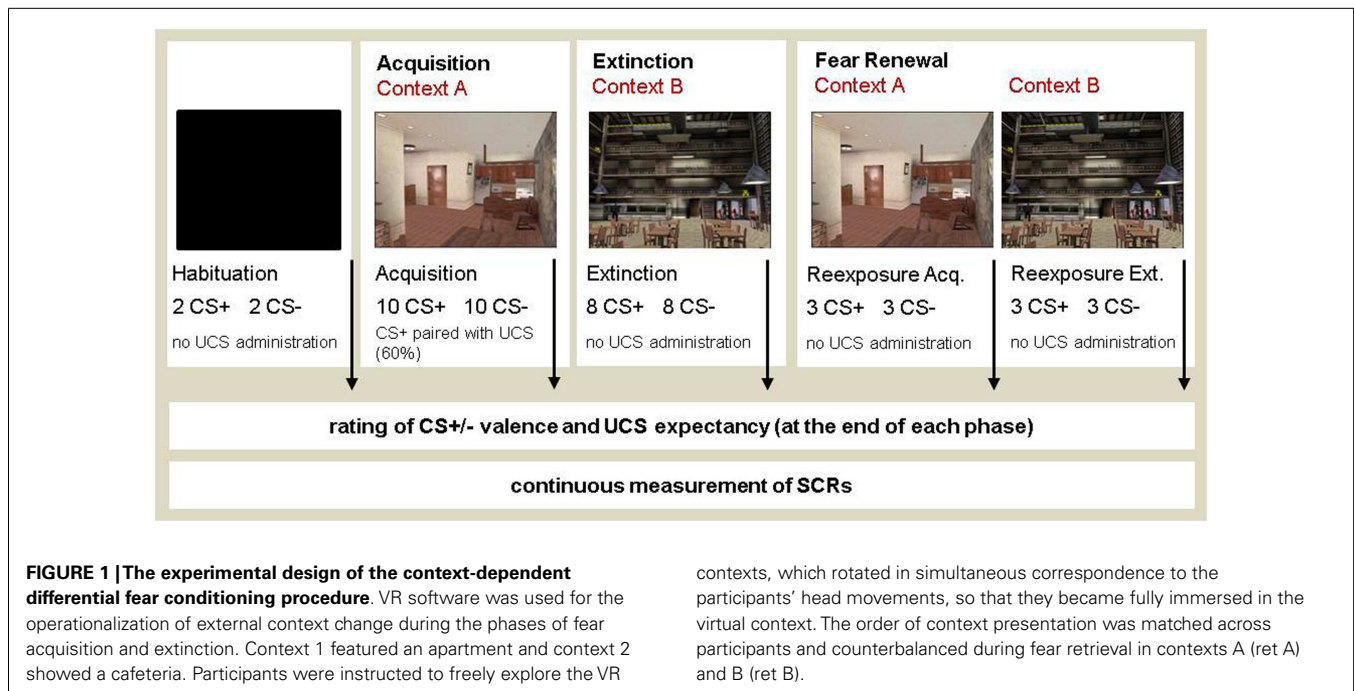 Acquisition
Context A
Extinction
Context B
Fear Renewal
Context A
Context B
Habituation
2 CS+ 2 CS-
no UCS administration
Acquisition
10 CS+ 10 CS-
CS+ paired with UCS
(60%)
Extinction
8 CS+ 8 CS-
no UCS administration
Reexposure Acq.
3 CS+ 3 CS-
no UCS administration
Reexposure Ext.
3 CS+ 3 CS-
no UCS administration
rating of CS+/- valence and UCS expectancy (at the end of each phase)
continuous measurement of SCRs
FIGURE 1 | The experimental design of the context-dependent
differential fear conditioning procedure. VR software was used for the
operationalization of external context change during the phases of fear
acquisition and extinction. Context 1 featured an apartment and context 2
showed a cafeteria. Participants were instructed to freely explore the VR
contexts, which rotated in simultaneous correspondence to the
participants' head movements, so that they became fully immersed in the
virtual context. The order of context presentation was matched across
participants and counterbalanced during fear retrieval in contexts A (ret A)
and B (ret B).